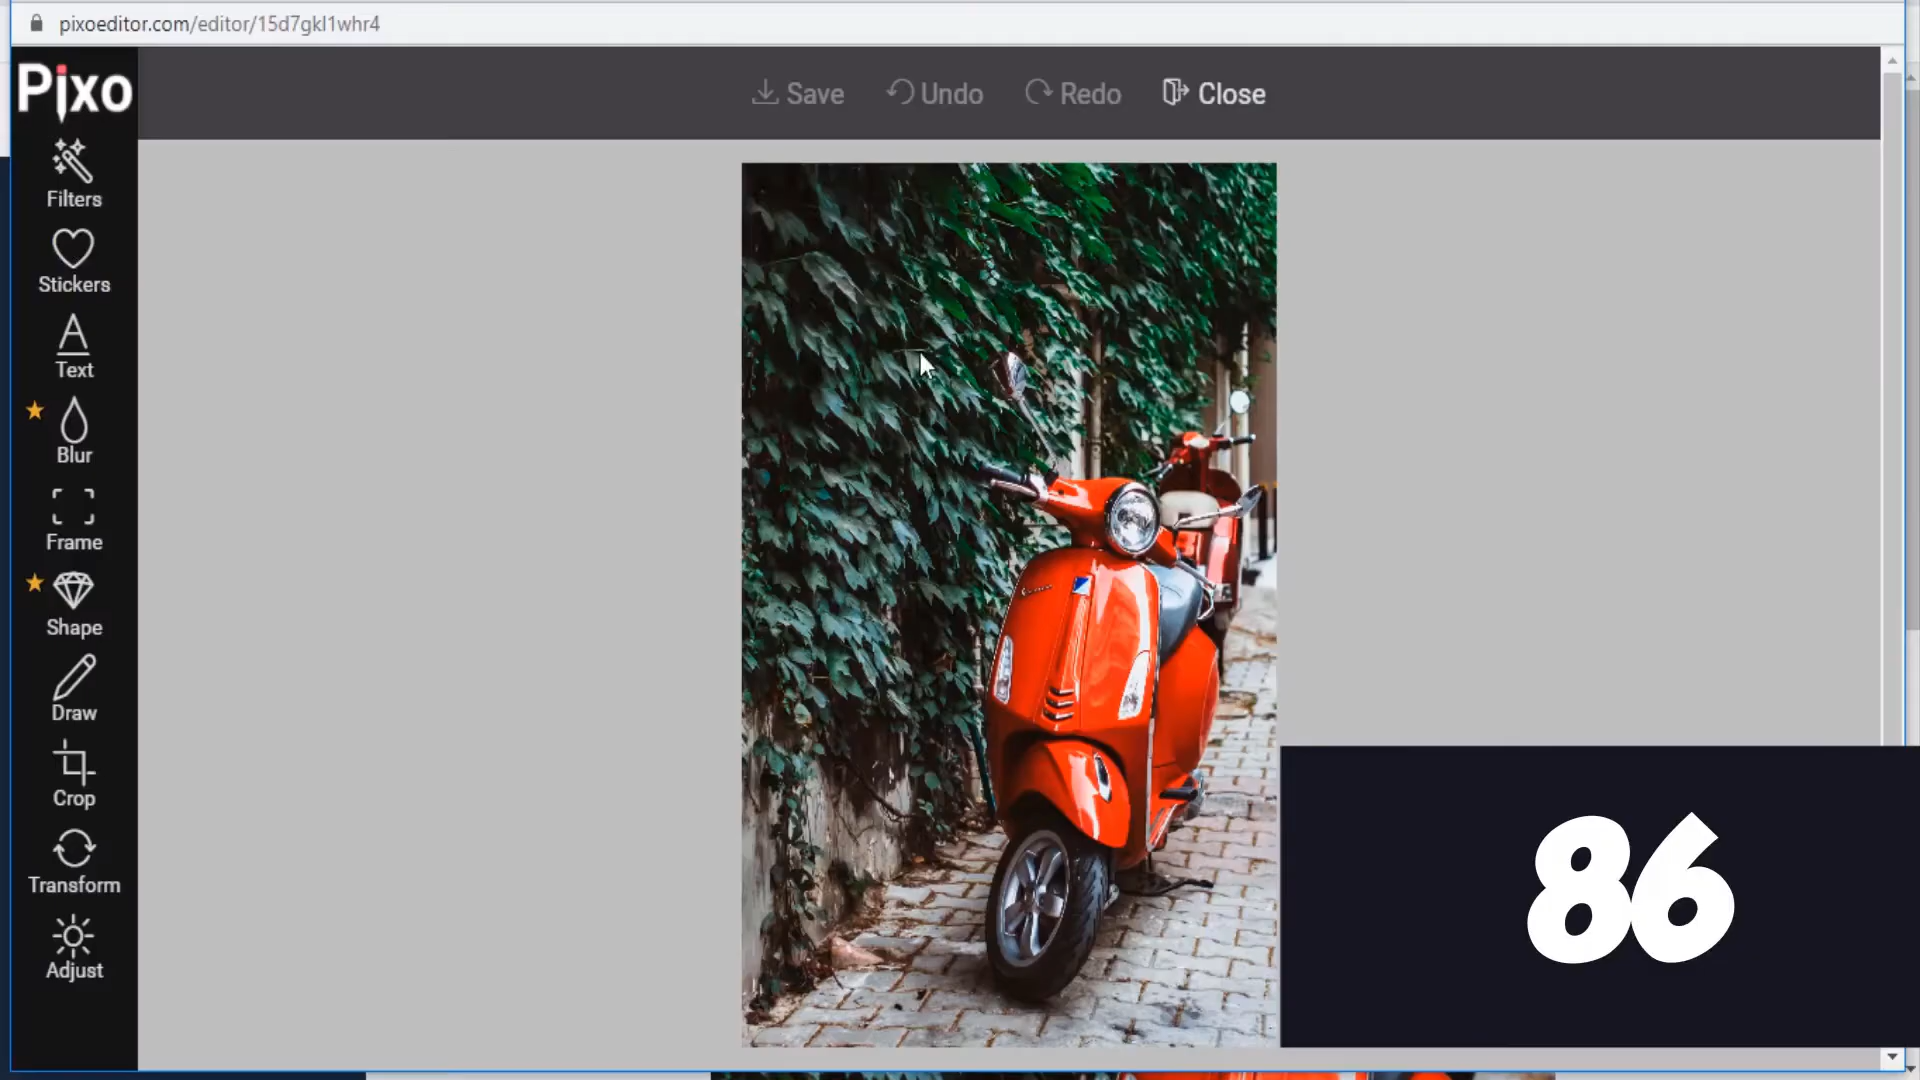 pixoeditor.com/editor/15d7gkl1whr4
Pixo
Save Undo Redo Close
Filters
Stickers
Text
Blur
Frame
Shape
Draw
Crop
Transform
Adjust
86